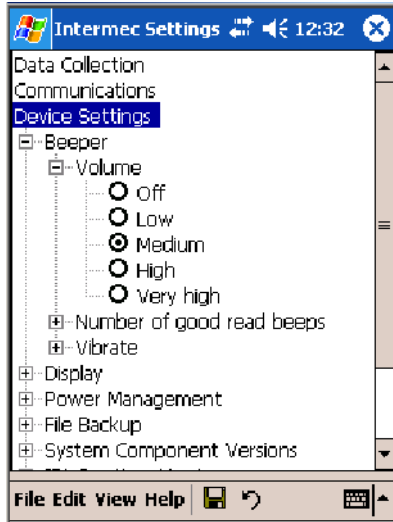 Intermec Settings 12:32
Data Collection
Communications
Device Settings
Beeper
Volume
Off
Low
Medium
High
Very high
Number of good read beeps
Vibrate
Display
Power Management
File Backup
System Component Versions
File Edit View Help